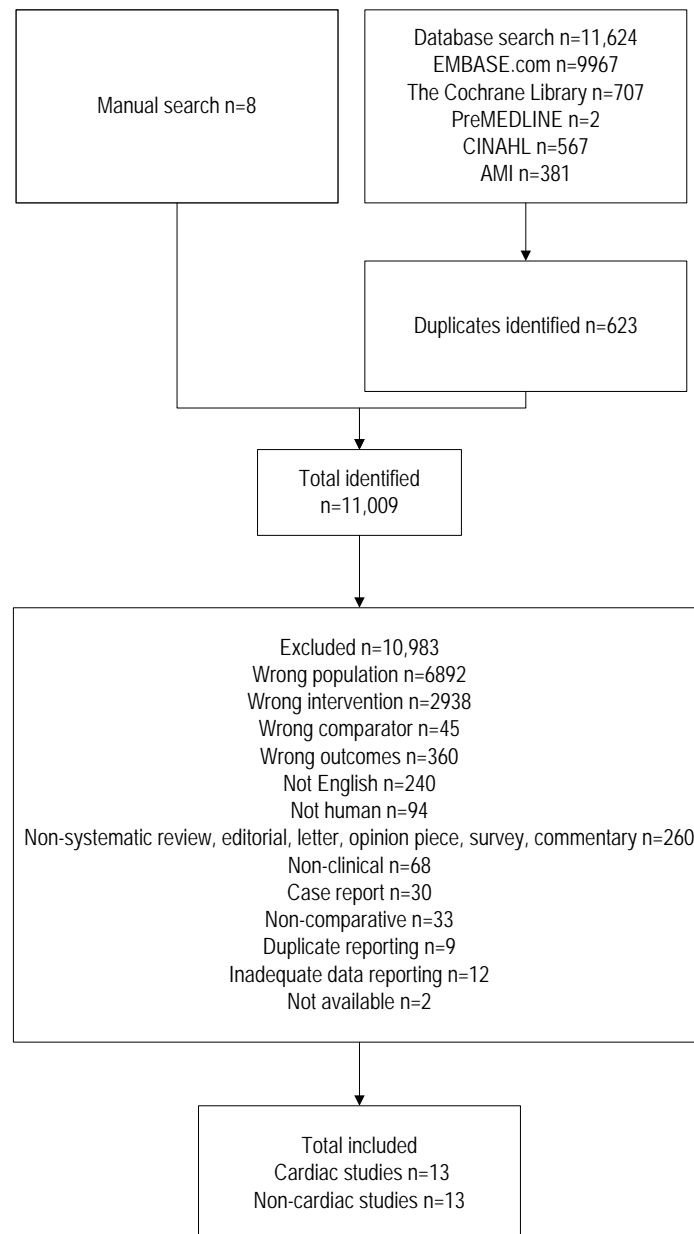 Manual search n=8
Database search n=11,624
EMBASE.com n=9967
The Cochrane Library n=707
PreMEDLINE n=2
CINAHL n=567
AMI n=381
Duplicates identified n=623
Total identified
n=11,009
Excluded n=10,983
Wrong population n=6892
Wrong intervention n=2938
Wrong comparator n=45
Wrong outcomes n=360
Not English n=240
Not human n=94
Non-systematic review, editorial, letter, opinion piece, survey, commentary n=260
Non-clinical n=68
Case report n=30
Non-comparative n=33
Duplicate reporting n=9
Inadequate data reporting n=12
Not available n=2
Total included
Cardiac studies n=13
Non-cardiac studies n=13